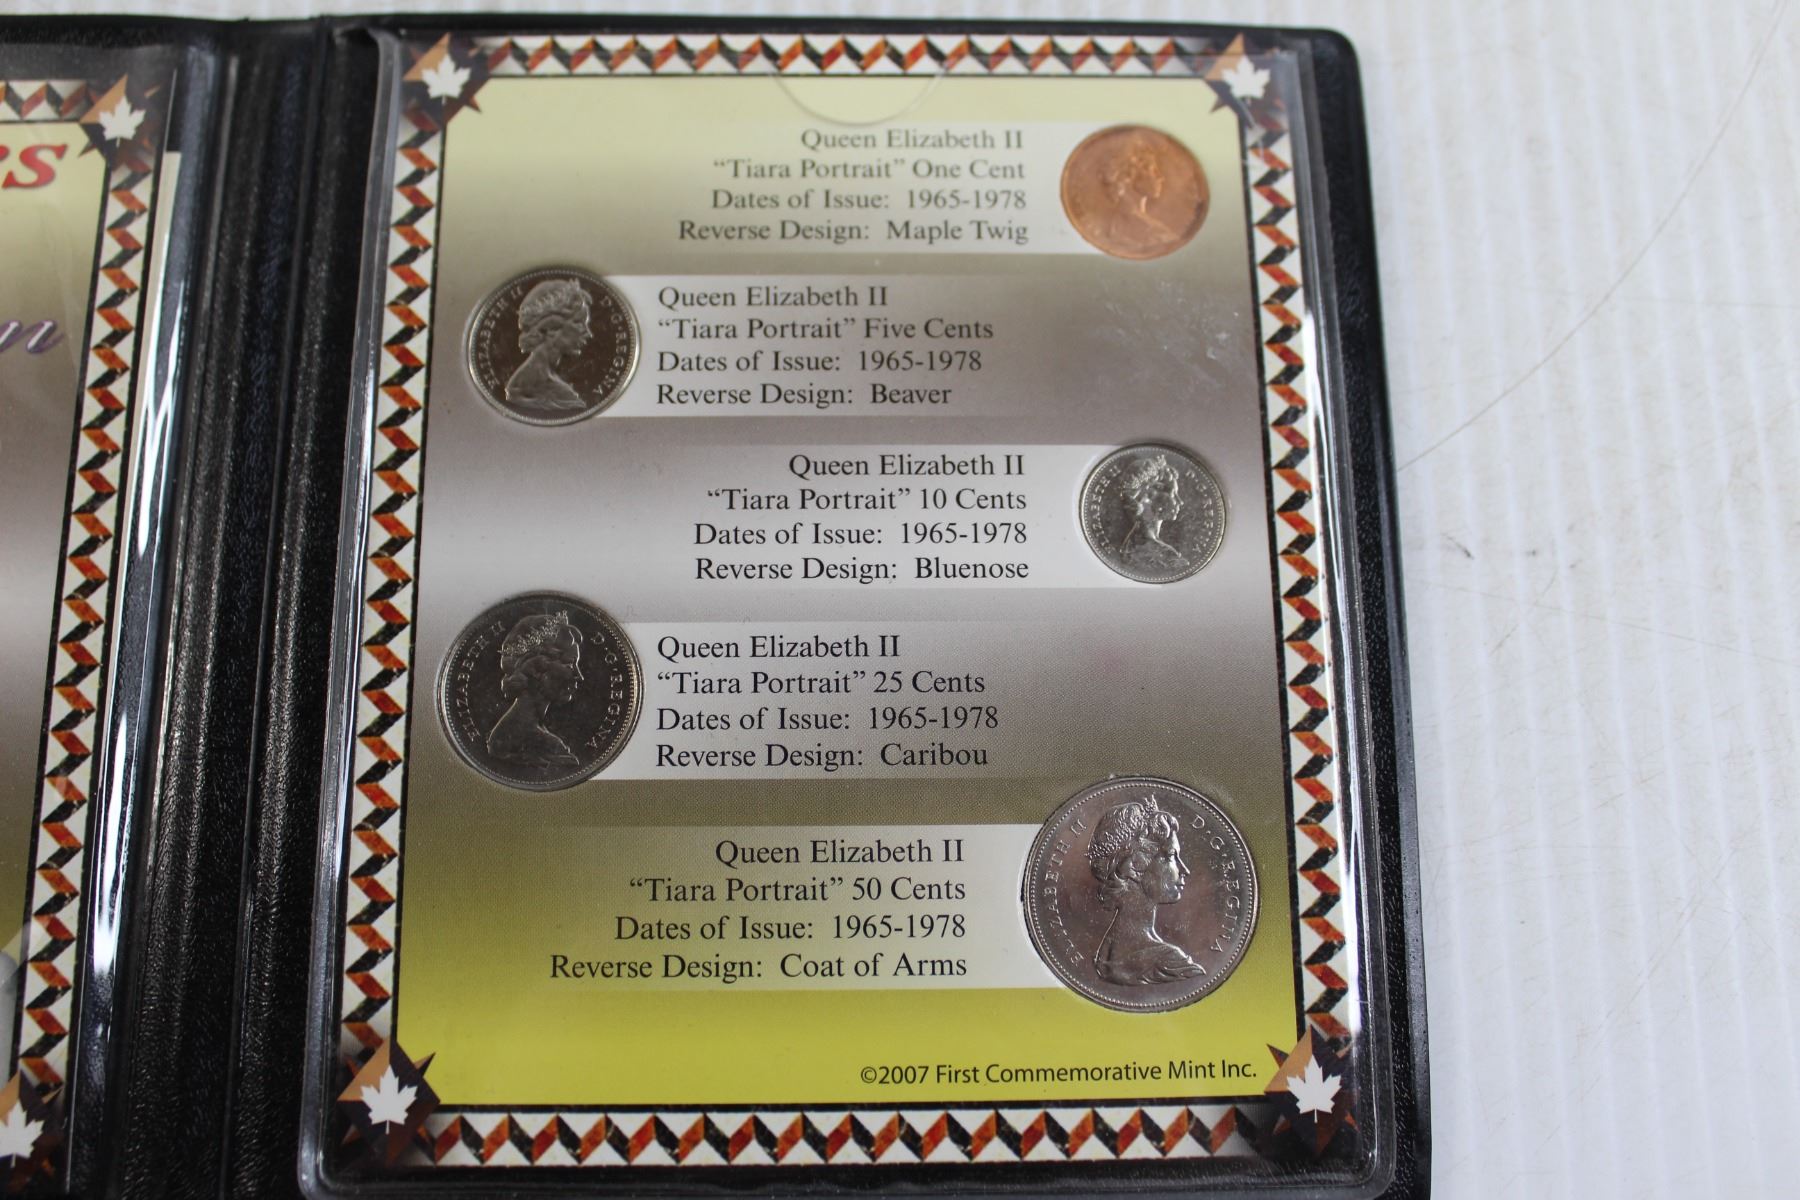 Queen Elizabeth II
“Tiara Portrait” One Cent
Dates of Issue: 1965-1978
Reverse Design: Maple Twig
Queen Elizabeth II
“Tiara Portrait” Five Cents
Dates of Issue: 1965-1978
Reverse Design: Beaver
ELIZABETH II D·G·REGINA
Queen Elizabeth II
“Tiara Portrait” 10 Cents
Dates of Issue: 1965-1978
Reverse Design: Bluenose
ELIZABETH II D·G·REGINA
Queen Elizabeth II
“Tiara Portrait” 25 Cents
Dates of Issue: 1965-1978
Reverse Design: Caribou
ELIZABETH II D·G·REGINA
Queen Elizabeth II
“Tiara Portrait” 50 Cents
Dates of Issue: 1965-1978
Reverse Design: Coat of Arms
ELIZABETH II D·G·REGINA
©2007 First Commemorative Mint Inc.